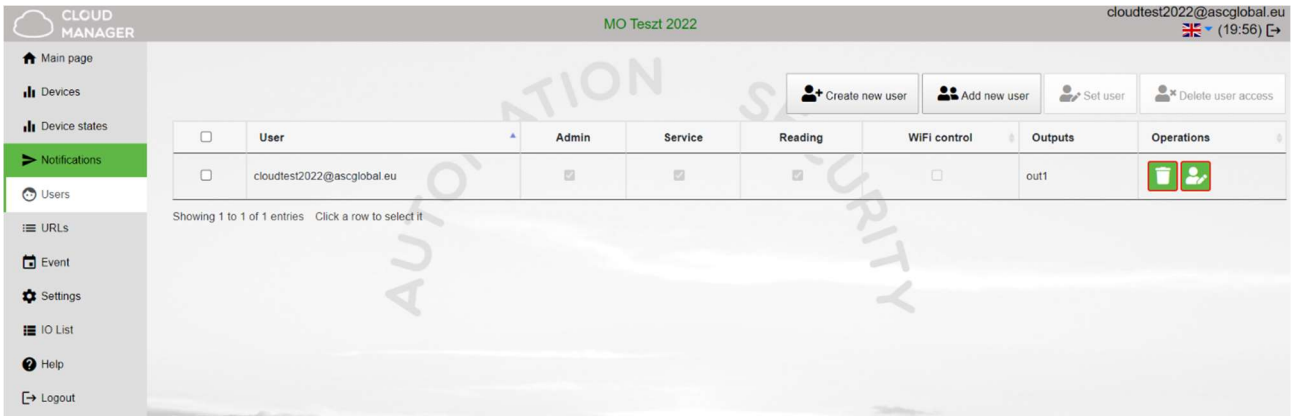 CLOUD
MANAGER
MO Teszt 2022
cloudtest2022@ascglobal.eu
(19:56)
Main page
Devices
Device states
Notifications
Users
URLs
Event
Settings
IO List
Help
Logout
Create new user
Add new user
Set user
Delete user access
User Admin Service Reading WiFi control Outputs Operations
cloudtest2022@ascglobal.eu out1
Showing 1 to 1 of 1 entries Click a row to select it
AUTOMATION SECURITY